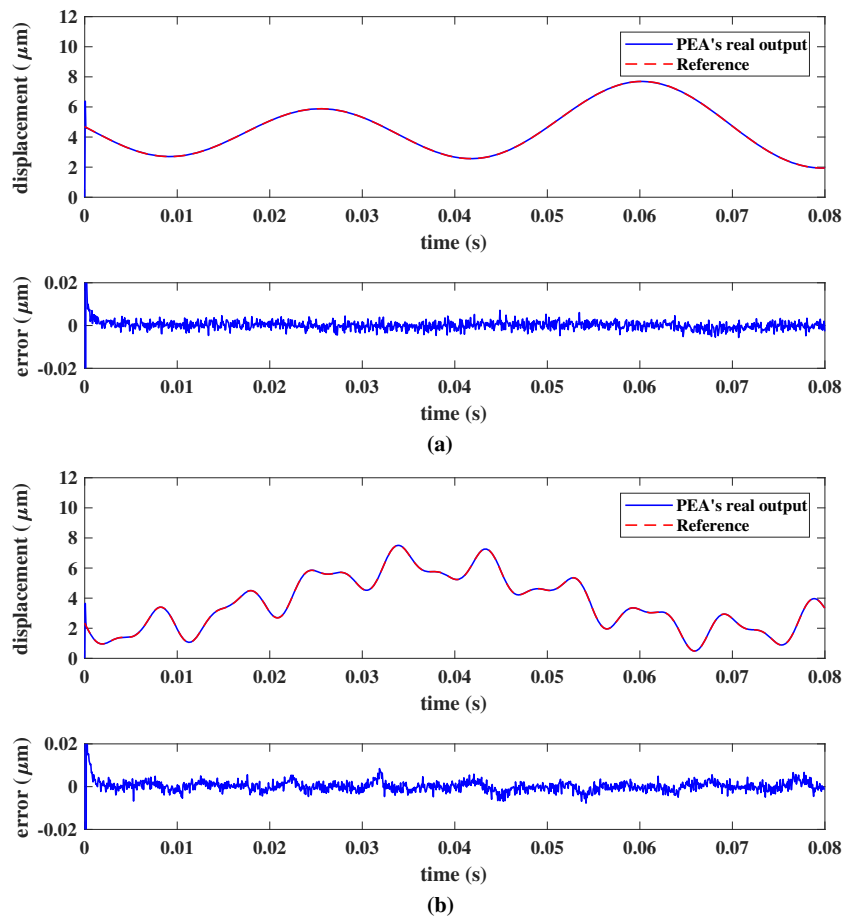 12
10
8
6
4
2
0
displacement ( μm)
PEA's real output
Reference
0 0.01 0.02 0.03 0.04 0.05 0.06 0.07 0.08
time (s)
0.02
0
-0.02
error (μm)
0 0.01 0.02 0.03 0.04 0.05 0.06 0.07 0.08
time (s)
(a)
12
10
8
6
4
2
0
displacement ( μm)
PEA's real output
Reference
0 0.01 0.02 0.03 0.04 0.05 0.06 0.07 0.08
time (s)
0.02
0
-0.02
error (μm)
0 0.01 0.02 0.03 0.04 0.05 0.06 0.07 0.08
time (s)
(b)